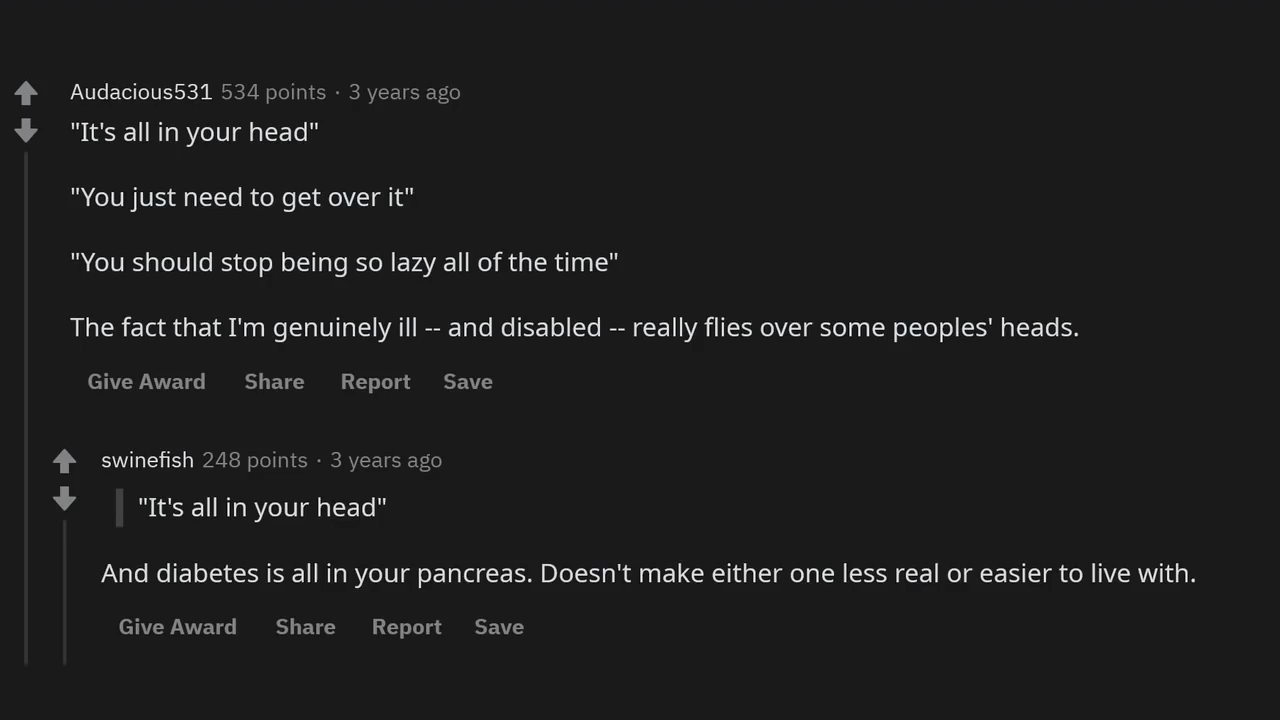 Audacious531 534 points · 3 years ago
"It's all in your head"
"You just need to get over it"
"You should stop being so lazy all of the time"
The fact that I'm genuinely ill -- and disabled -- really flies over some peoples' heads.
Give Award Share Report Save
swinefish 248 points · 3 years ago
"It's all in your head"
And diabetes is all in your pancreas. Doesn't make either one less real or easier to live with.
Give Award Share Report Save